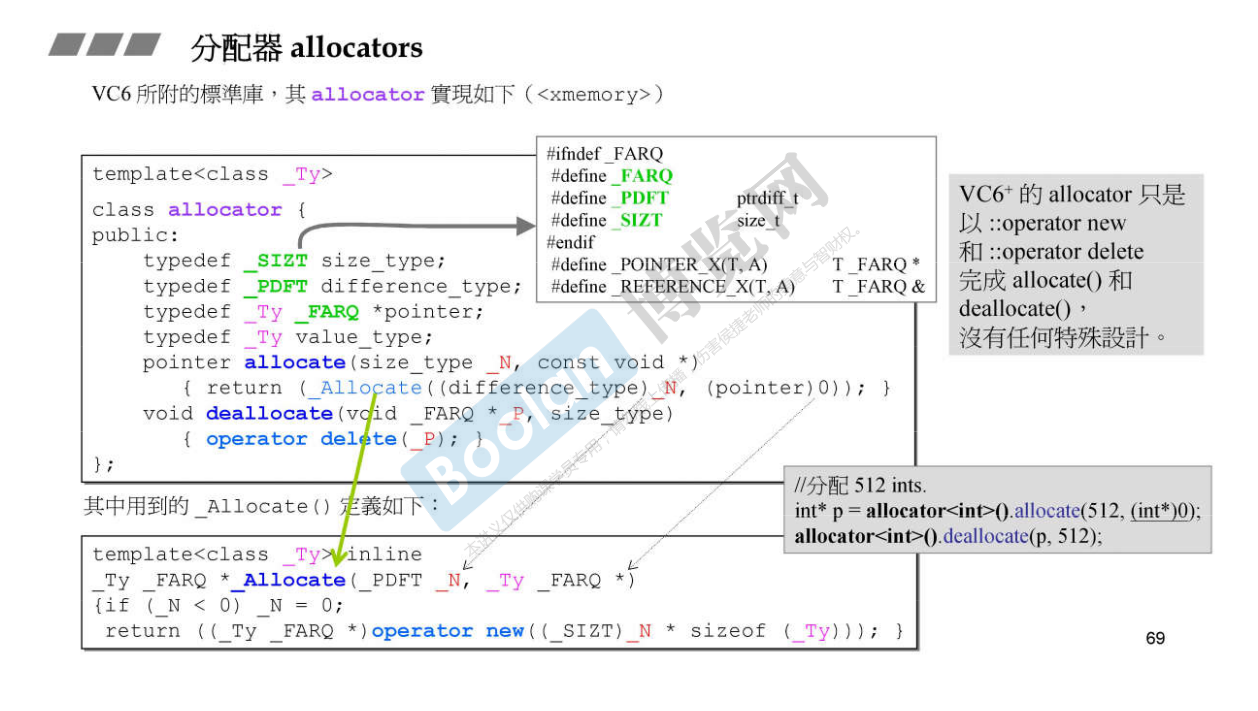 分配器 allocators
VC6 所附的標準庫，其 allocator 實現如下（<xmemory>）
template<class _Ty>
class allocator {
public:
typedef _SIZT size_type;
typedef _PDFT difference_type;
typedef _Ty _FARQ *pointer;
typedef _Ty value_type;
pointer allocate(size_type _N, const void *)
{ return (_Allocate((difference_type)_N, (pointer)0)); }
void deallocate(void _FARQ *_P, size_type)
{ operator delete(_P); }
};
#ifndef _FARQ
#define _FARQ
#define _PDFT ptrdiff_t
#define _SIZT size_t
#endif
#define _POINTER_X(T, A) T _FARQ *
#define _REFERENCE_X(T, A) T _FARQ &
VC6+ 的 allocator 只是
以 ::operator new
和 ::operator delete
完成 allocate() 和
deallocate()，
沒有任何特殊設計。
其中用到的 _Allocate() 定義如下：
//分配 512 ints.
int* p = allocator<int>().allocate(512, (int*)0);
allocator<int>().deallocate(p, 512);
template<class _Ty> inline
_Ty _FARQ *_Allocate(_PDFT _N, _Ty _FARQ *)
{if (_N < 0) _N = 0;
return ((_Ty _FARQ *)operator new((_SIZT)_N * sizeof (_Ty))); }
69
Boolan 博览网